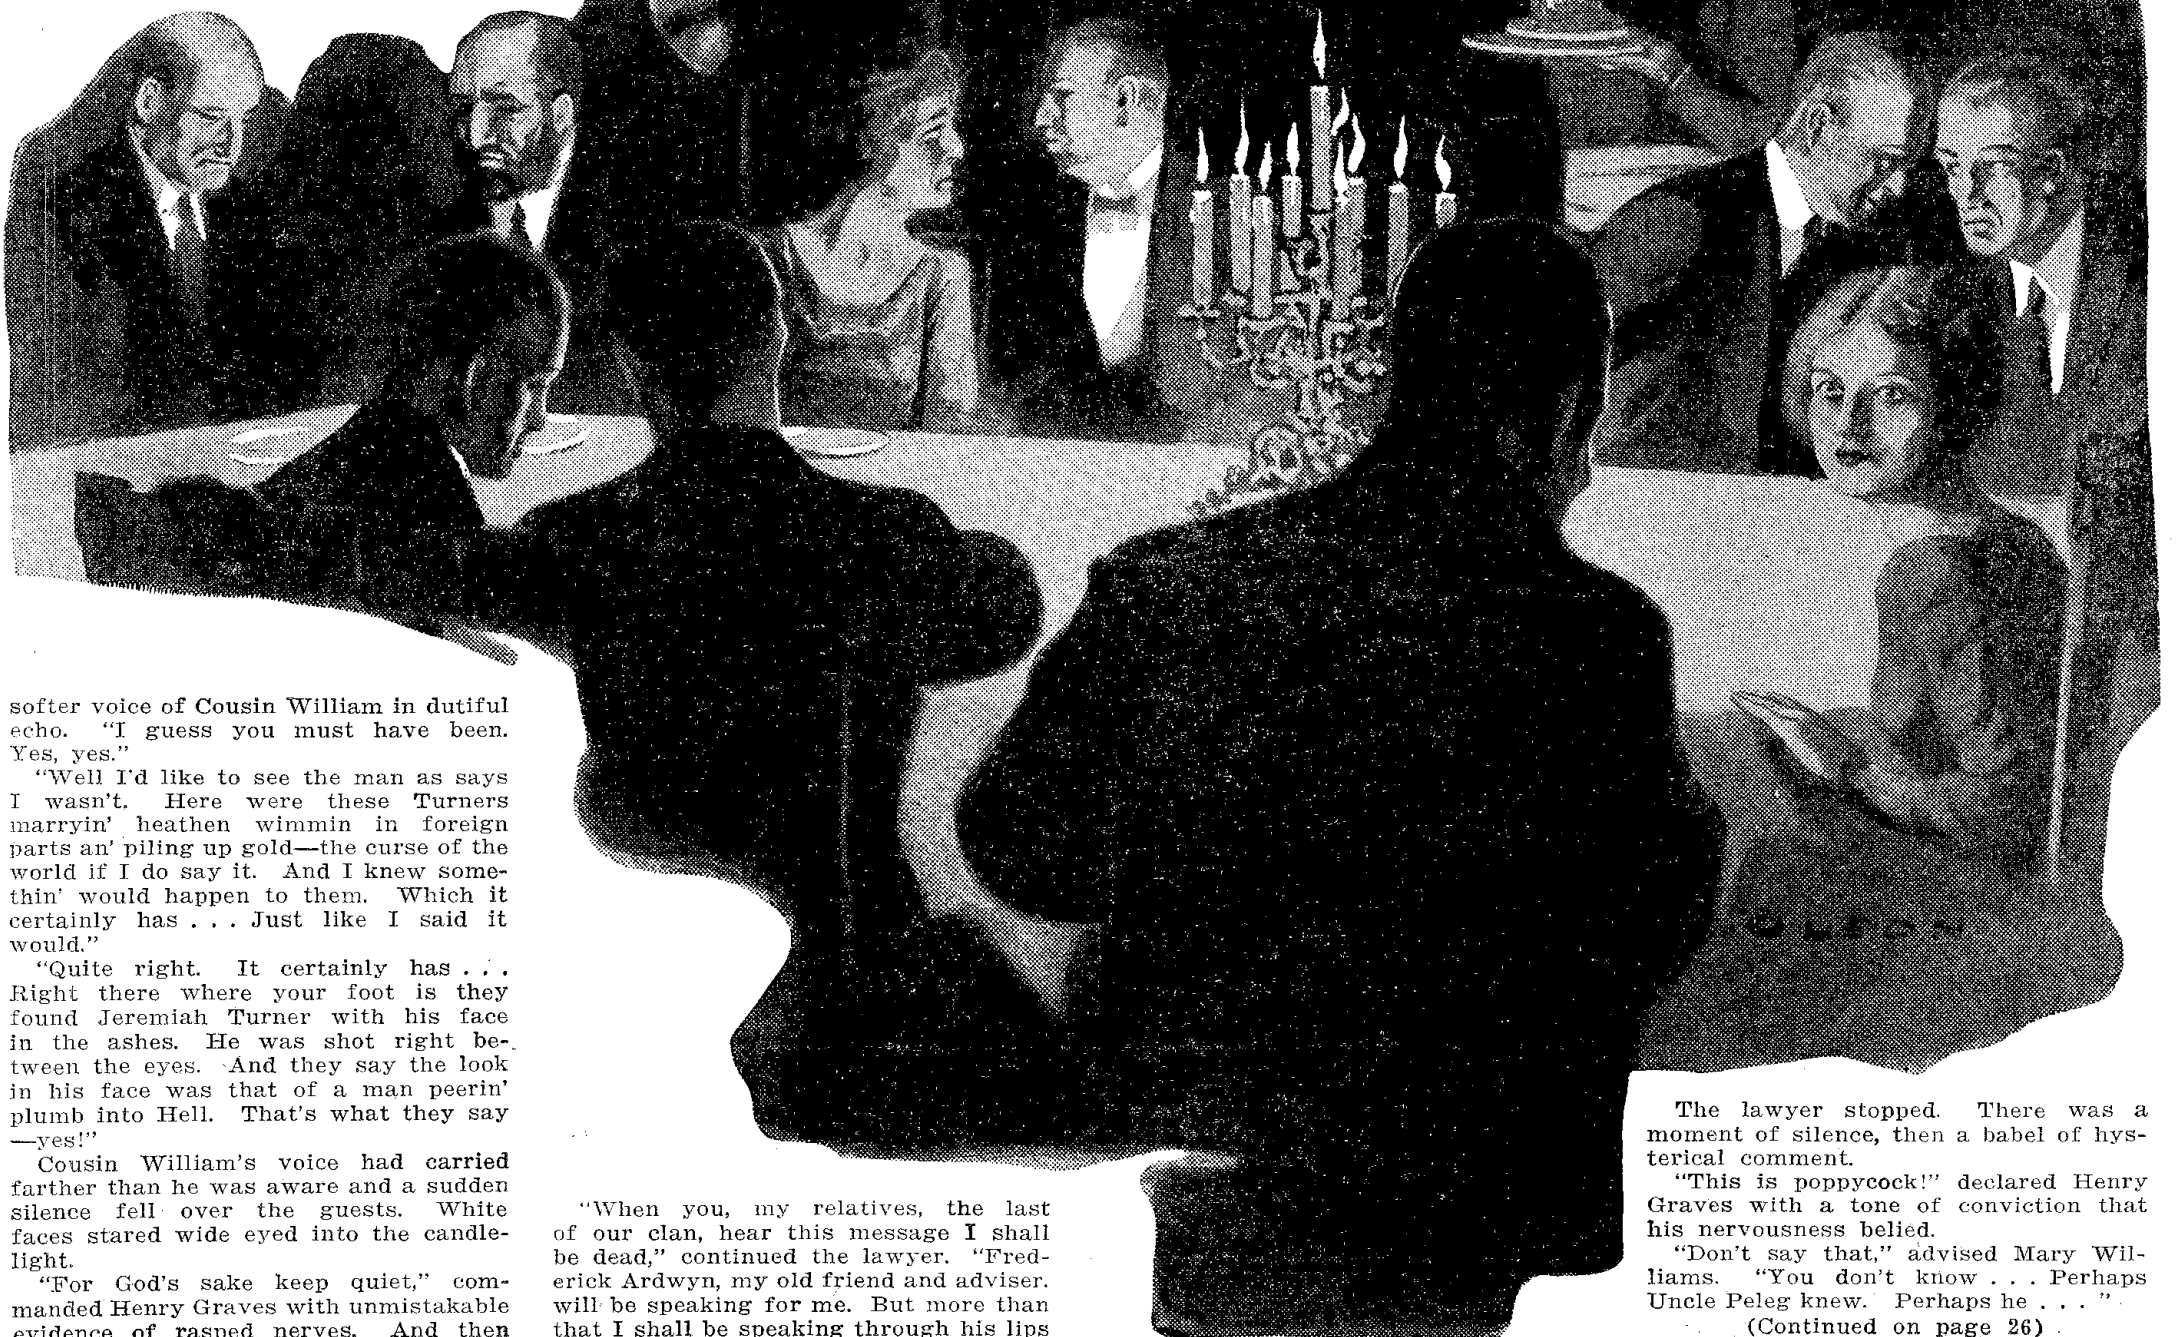 softer voice of Cousin William in dutiful
echo. "I guess you must have been.
Yes, yes."
"Well I'd like to see the man as says
I wasn't. Here were these Turners
marryin' heathen wimmin in foreign
parts an' piling up gold—the curse of the
world if I do say it. And I knew some-
thin' would happen to them. Which it
certainly has . . . Just like I said it
would."
"Quite right. It certainly has . . .
Right there where your foot is they
found Jeremiah Turner with his face
in the ashes. He was shot right be-
tween the eyes. And they say the look
in his face was that of a man peerin'
plumb into Hell. That's what they say
—yes!"
Cousin William's voice had carried
farther than he was aware and a sudden
silence fell over the guests. White
faces stared wide eyed into the candle-
light.
"For God's sake keep quiet," com-
manded Henry Graves with unmistakable
evidence of rasped nerves. And then
"When you, my relatives, the last
of our clan, hear this message I shall
be dead," continued the lawyer. "Fred-
erick Ardwyn, my old friend and adviser.
will be speaking for me. But more than
that I shall be speaking through his lips
The lawyer stopped. There was a
moment of silence, then a babel of hys-
terical comment.
"This is poppycock!" declared Henry
Graves with a tone of conviction that
his nervousness belied.
"Don't say that," advised Mary Wil-
liams. "You don't know . . . Perhaps
Uncle Peleg knew. Perhaps he . . . "
(Continued on page 26)